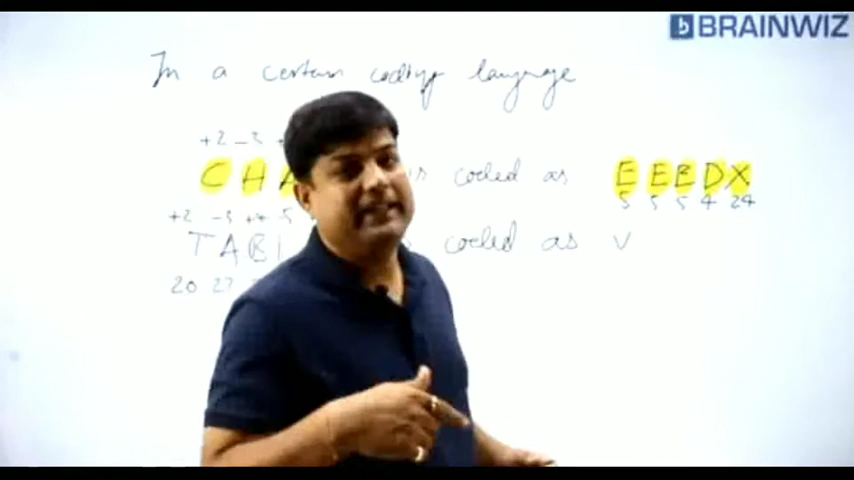 BRAINWIZ
In a certain coding language
+2 -3
C H A is coded as E E B D X
5 5 5 4 24
+2 -3 +4 -5
T A B L coded as V
20 27